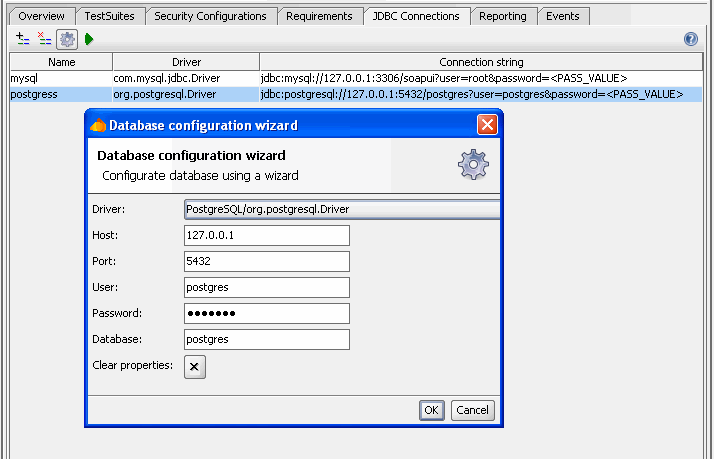 Overview TestSuites Security Configurations Requirements JDBC Connections Reporting Events
Name Driver Connection string
mysql com.mysql.jdbc.Driver jdbc:mysql://127.0.0.1:3306/soapui?user=root&password=<PASS_VALUE>
postgress org.postgresql.Driver jdbc:postgresql://127.0.0.1:5432/postgres?user=postgres&password=<PASS_VALUE>
Database configuration wizard
Database configuration wizard
Configurate database using a wizard
Driver: PostgreSQL/org.postgresql.Driver
Host: 127.0.0.1
Port: 5432
User: postgres
Password: •••••••
Database: postgres
Clear properties:
OK Cancel